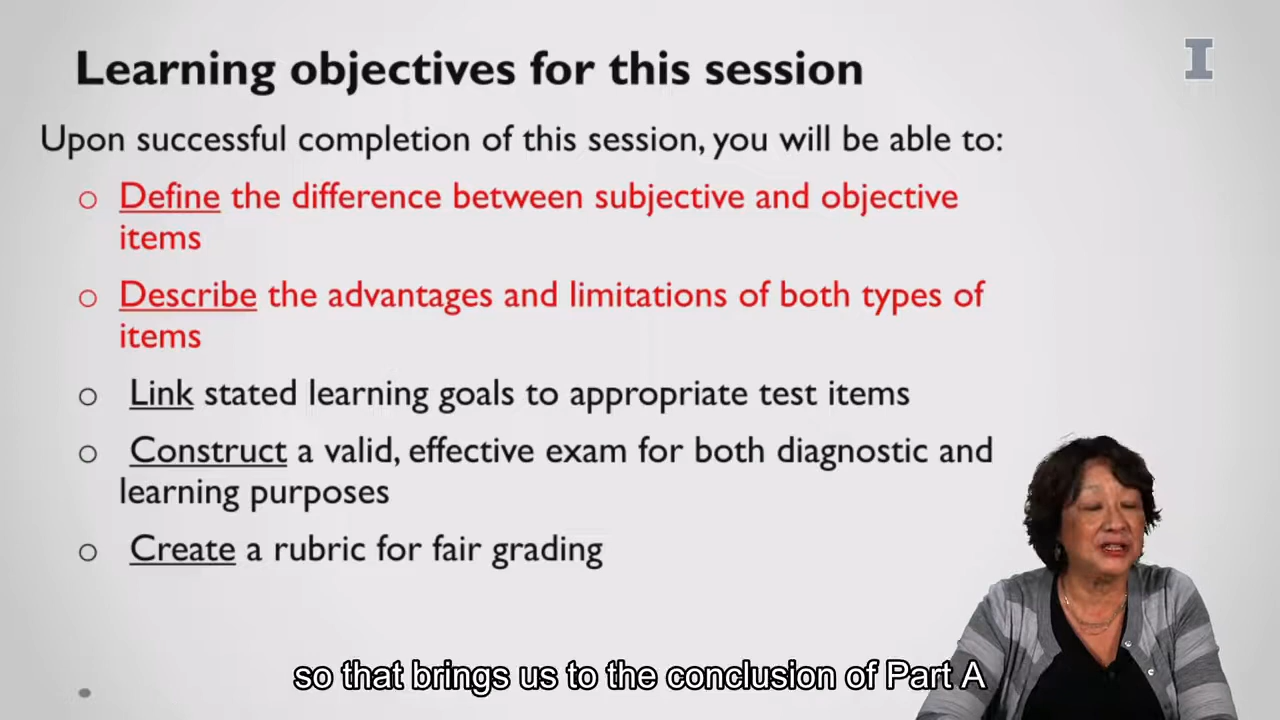 Learning objectives for this session
I
Upon successful completion of this session, you will be able to:
o Define the difference between subjective and objective
items
o Describe the advantages and limitations of both types of
items
o Link stated learning goals to appropriate test items
o Construct a valid, effective exam for both diagnostic and
learning purposes
o Create a rubric for fair grading
so that brings us to the conclusion of Part A